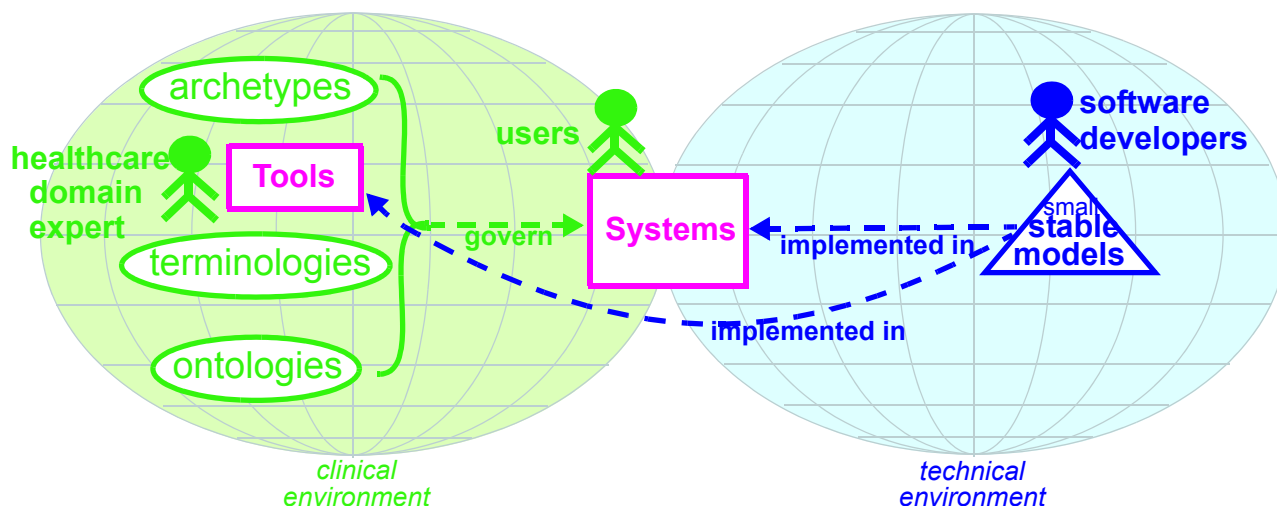 archetypes
healthcare
domain
expert
Tools
terminologies
ontologies
govern
users
Systems
implemented in
implemented in
software
developers
small
stable
models
clinical
environment
technical
environment